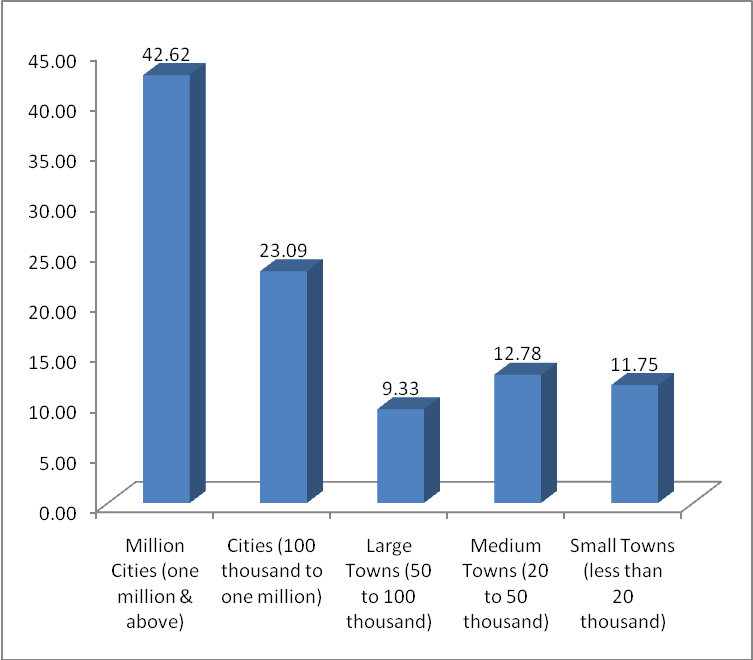 45.00
40.00
35.00
30.00
25.00
20.00
15.00
10.00
5.00
0.00
42.62
23.09
9.33
12.78
11.75
Million
Cities (one
million &
above)
Cities (100
thousand to
one million)
Large
Towns (50
to 100
thousand)
Medium
Towns (20
to 50
thousand)
Small Towns
(less than
20
thousand)